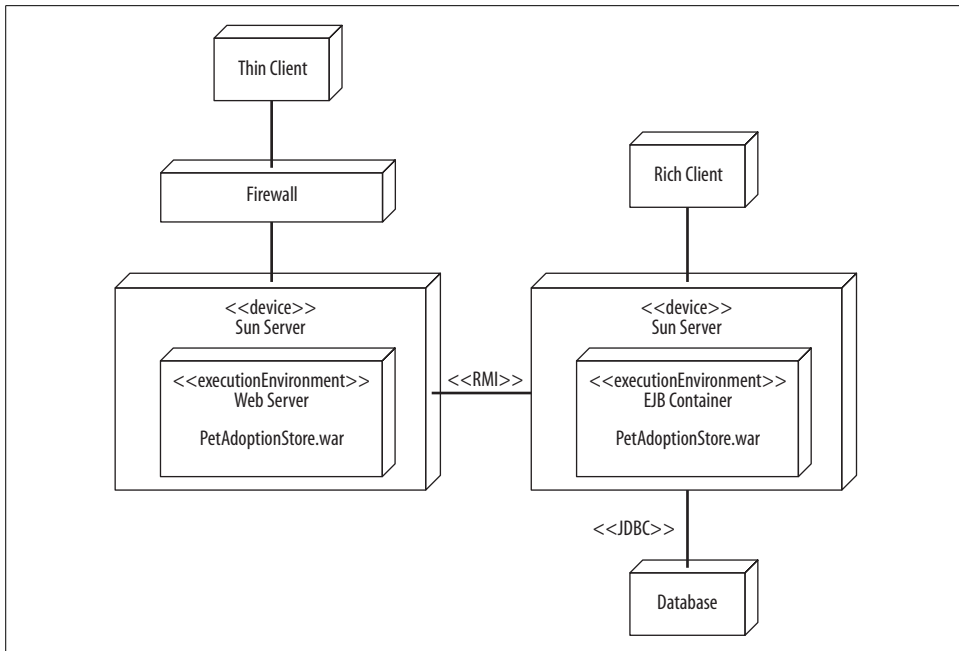 Thin Client
Firewall
Rich Client
<<device>>
Sun Server
<<executionEnvironment>>
Web Server
PetAdoptionStore.war
<<RMI>>
<<device>>
Sun Server
<<executionEnvironment>>
EJB Container
PetAdoptionStore.war
<<JDBC>>
Database